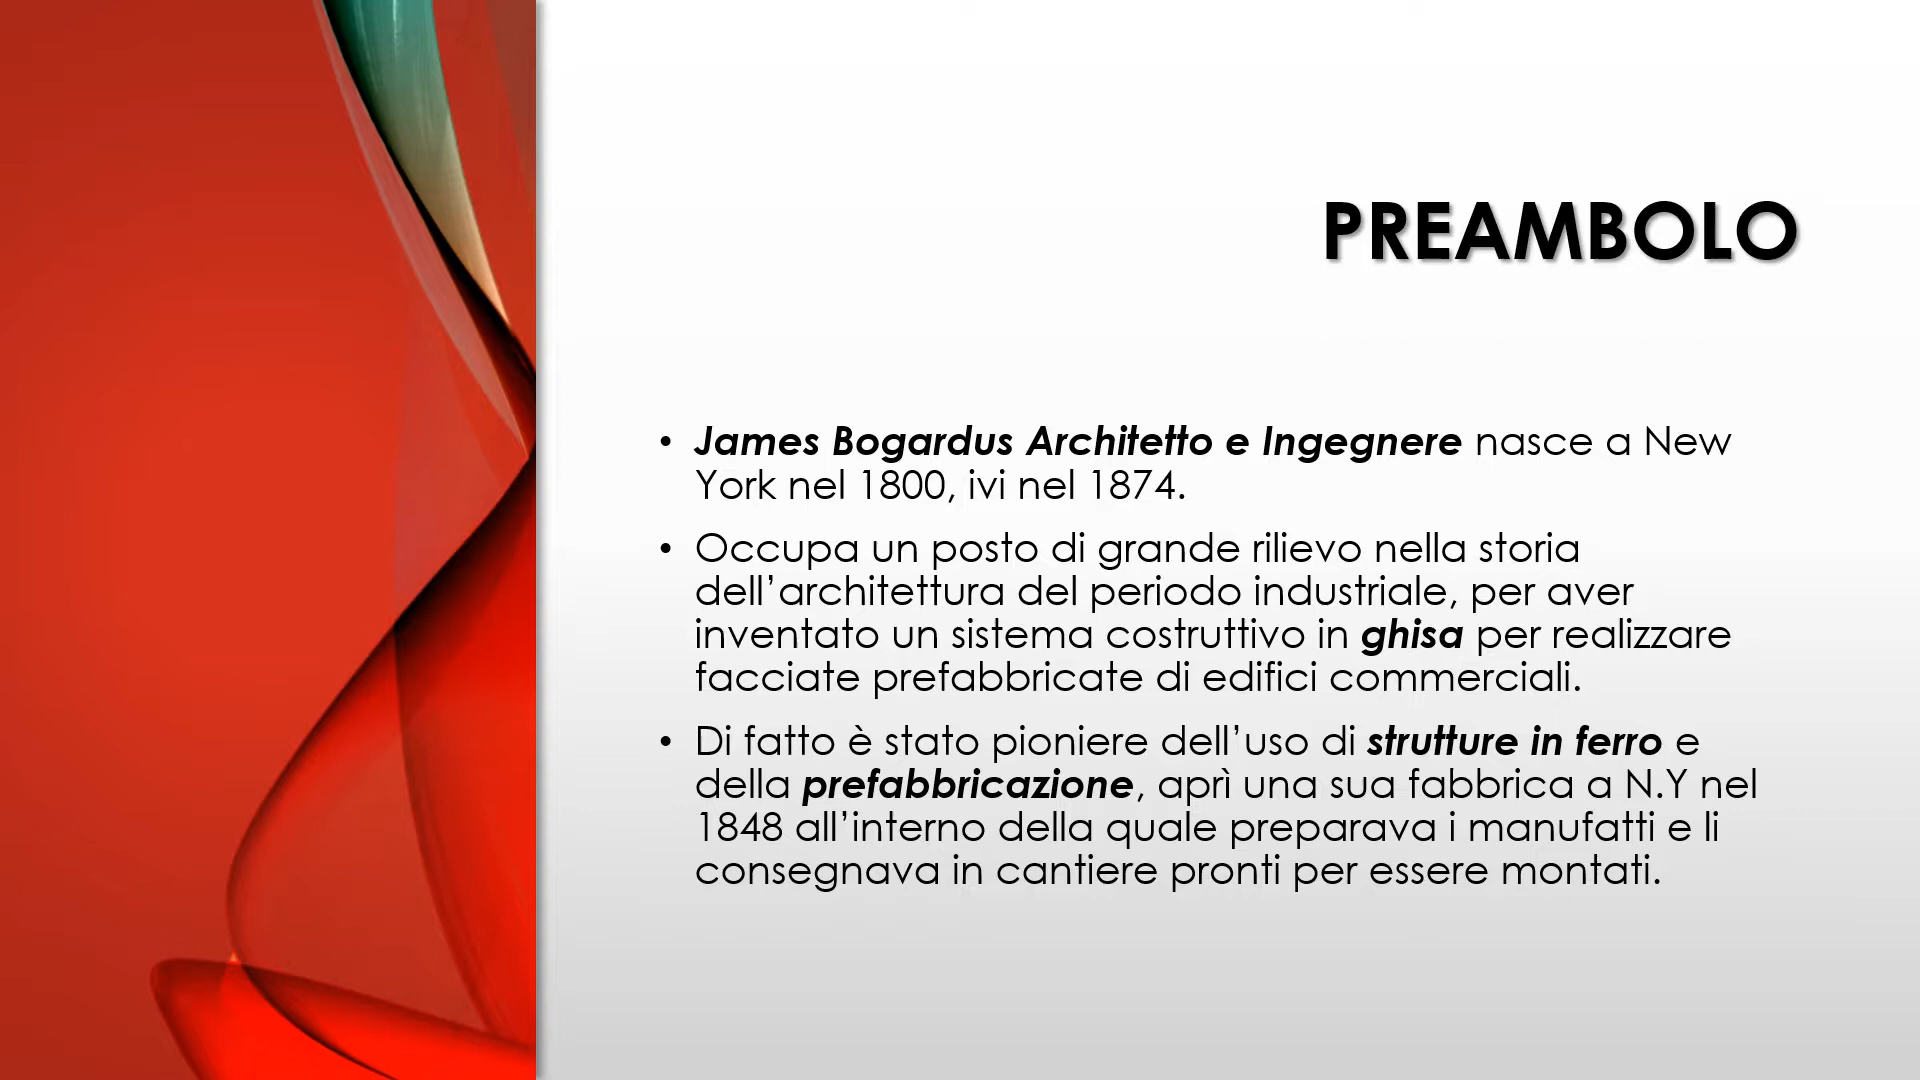 PREAMBOLO
• James Bogardus Architetto e Ingegnere nasce a New
York nel 1800, ivi nel 1874.
• Occupa un posto di grande rilievo nella storia
dell’architettura del periodo industriale, per aver
inventato un sistema costruttivo in ghisa per realizzare
facciate prefabbricate di edifici commerciali.
• Di fatto è stato pioniere dell’uso di strutture in ferro e
della prefabbricazione, aprì una sua fabbrica a N.Y nel
1848 all’interno della quale preparava i manufatti e li
consegnava in cantiere pronti per essere montati.